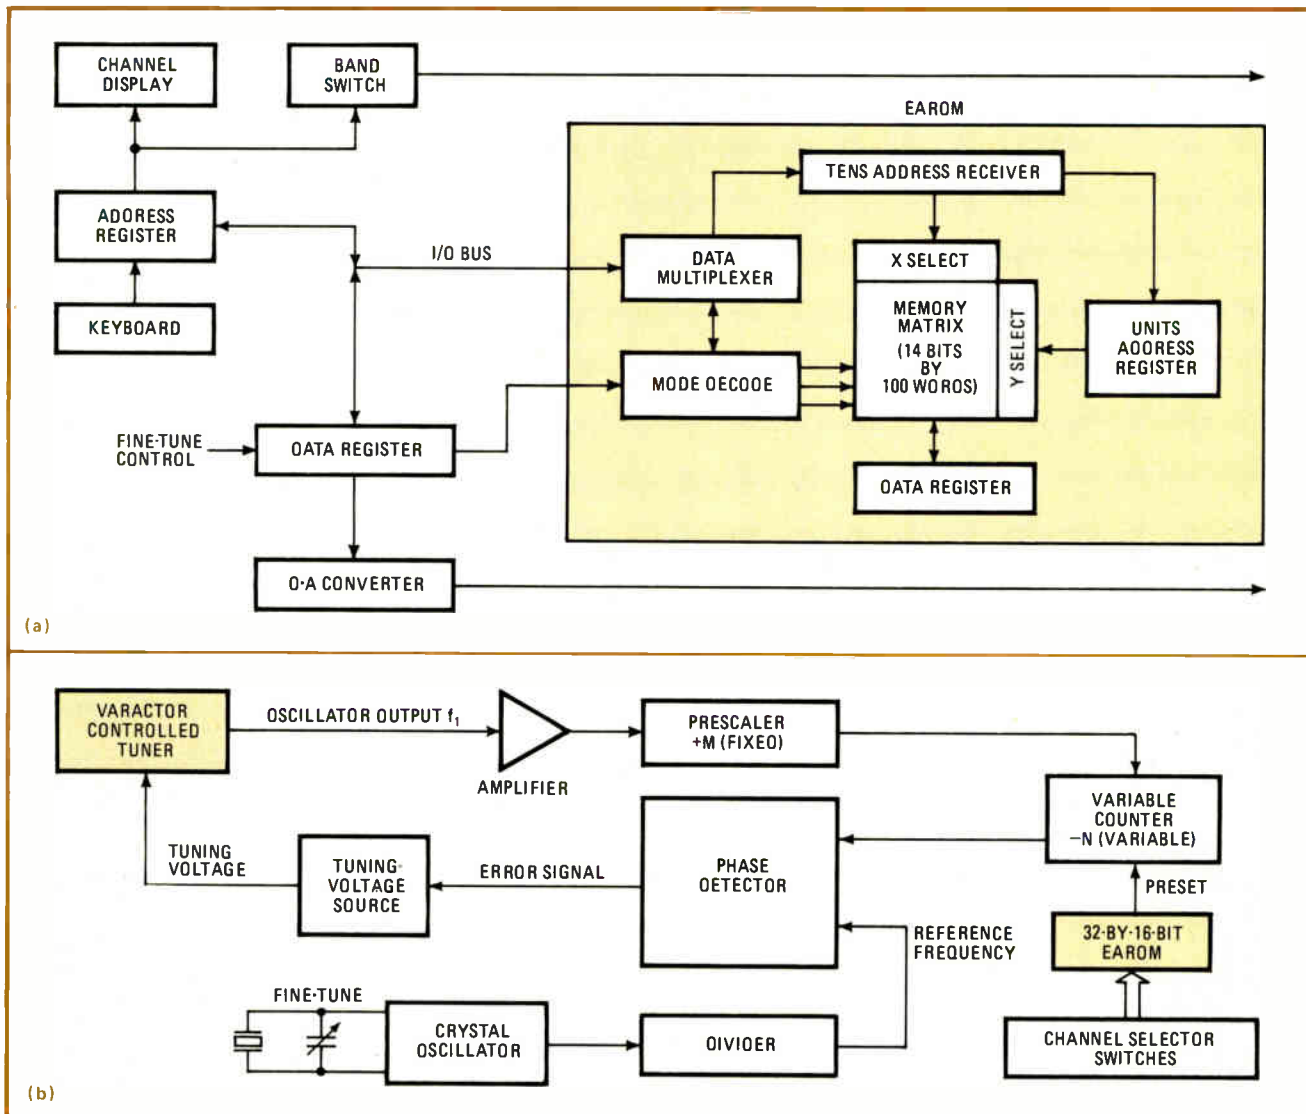 CHANNEL
DISPLAY
BAND
SWITCH
EAROM
TENS ADDRESS RECEIVER
AODRESS
REGISTER
I/O BUS
DATA
MULTIPLEXER
X SELECT
KEYBOARD
MEMORY
MATRIX
(14 BITS
BY
100 WOROS)
Y SELECT
UNITS
AODRESS
REGISTER
MODE OECOOE
FINE-TUNE
CONTROL
OATA REGISTER
OATA REGISTER
O-A CONVERTER
(a)
VARACTOR
CONTROLLED
TUNER
OSCILLATOR OUTPUT f1
AMPLIFIER
PRESCALER
+M (FIXEO)
VARIABLE
COUNTER
−N (VARIABLE)
TUNING
VOLTAGE
TUNING-
VOLTAGE
SOURCE
ERROR SIGNAL
PHASE
DETECTOR
PRESET
REFERENCE
FREQUENCY
32-BY-16-BIT
EAROM
FINE-TUNE
CRYSTAL
OSCILLATOR
OIVIOER
CHANNEL SELECTOR
SWITCHES
(b)